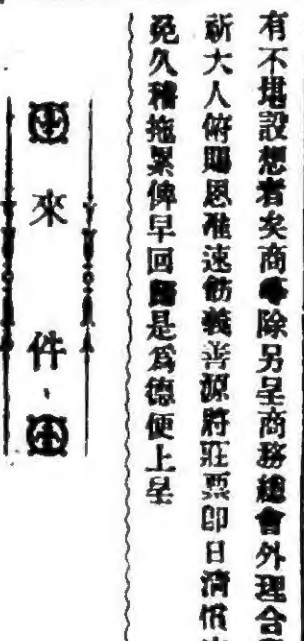 有不堪設想者矣商等除另呈商務總會外理合
祈大人俯賜恩准速飭義善源將莊票即日清償
免久稽拖累俾早回歸是爲德便上呈
來件